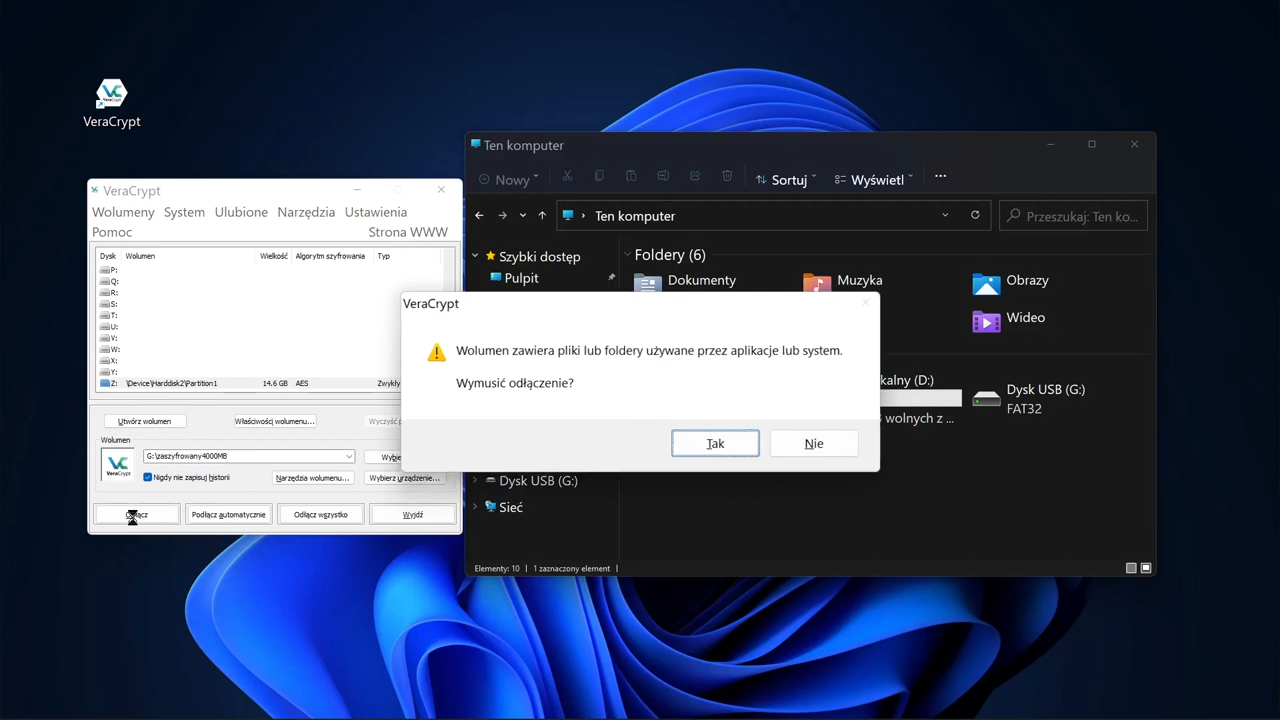 VeraCrypt
VeraCrypt
Wolumeny System Ulubione Narzędzia Ustawienia
Pomoc Strona WWW
Dysk Wolumen Wielkość Algorytm szyfrowania Typ
P:
Q:
R:
S:
T:
U:
V:
W:
X:
Y:
Z: \Device\Harddisk2\Partition1 14.6 GB AES Zwykły
Utwórz wolumen Właściwości wolumenu... Wyczyść
Wolumen
VeraCrypt
G:\zaszyfrowany4000MB
Nigdy nie zapisuj historii
Narzędzia wolumenu... Wybierz urządzenie...
Podłącz automatycznie Odłącz wszystko Wyjdź
Ten komputer
Nowy Sortuj Wyświetl ...
Ten komputer
Przeszukaj: Ten ko...
Szybki dostęp
Pulpit
Dysk USB (G:)
Sieć
Foldery (6)
Dokumenty Muzyka Obrazy
Wideo
kalny (D:)
wolnych z ...
Dysk USB (G:)
FAT32
Elementy: 10 1 zaznaczony element
VeraCrypt
Wolumen zawiera pliki lub foldery używane przez aplikacje lub system.
Wymusić odłączenie?
Tak Nie